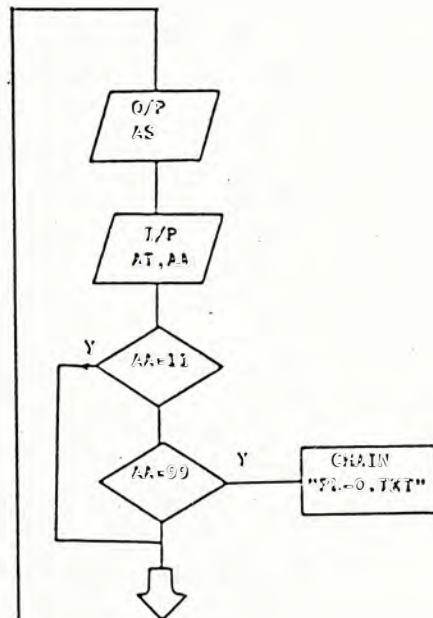 O/P
AS
I/P
AT,AA
Y
AA=11
AA=99
Y
CHAIN
"PL-0.TXT"